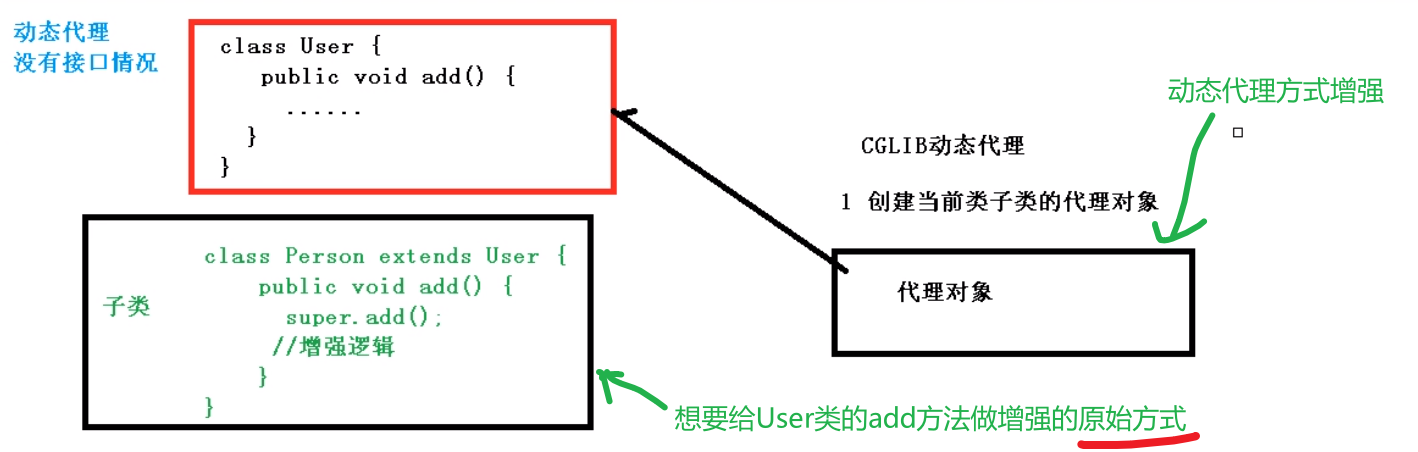 动态代理
没有接口情况
class User {
public void add() {
......
}
}
子类
class Person extends User {
public void add() {
super.add();
//增强逻辑
}
}
动态代理方式增强
CGLIB动态代理
1 创建当前类子类的代理对象
代理对象
想要给User类的add方法做增强的原始方式